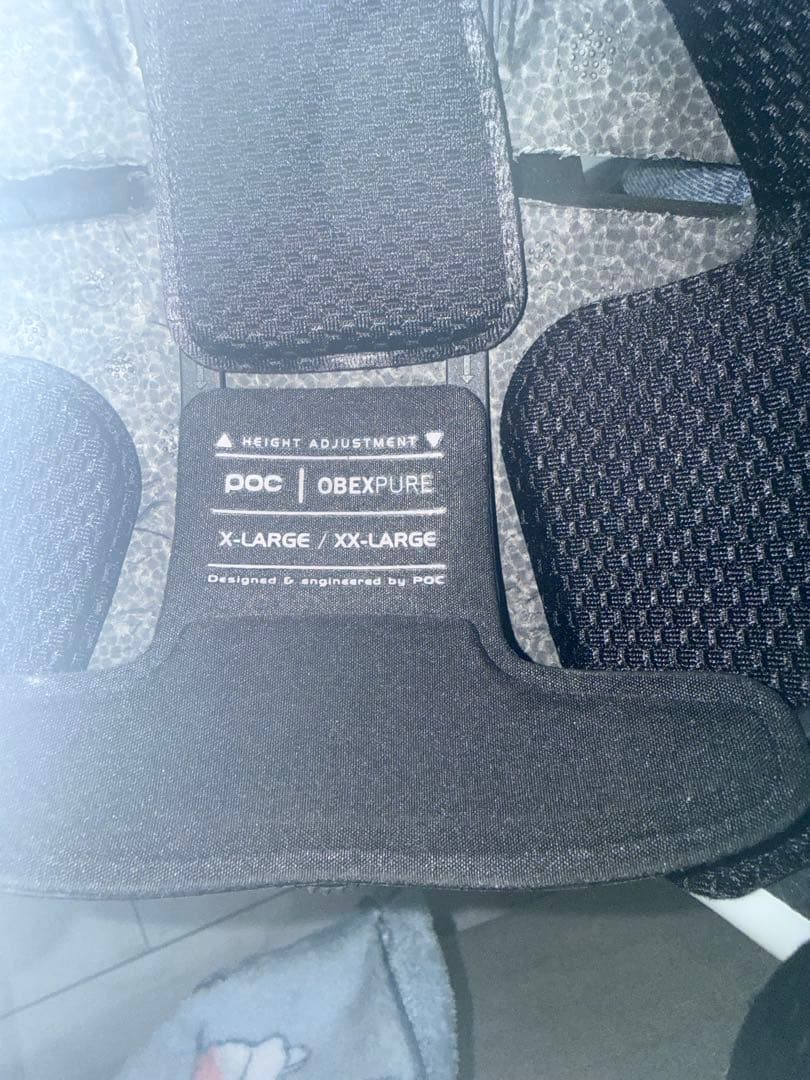 ▲ HEIGHT ADJUSTMENT ▼
POC | OBEXPURE
X-LARGE / XX-LARGE
Designed & engineered by POC